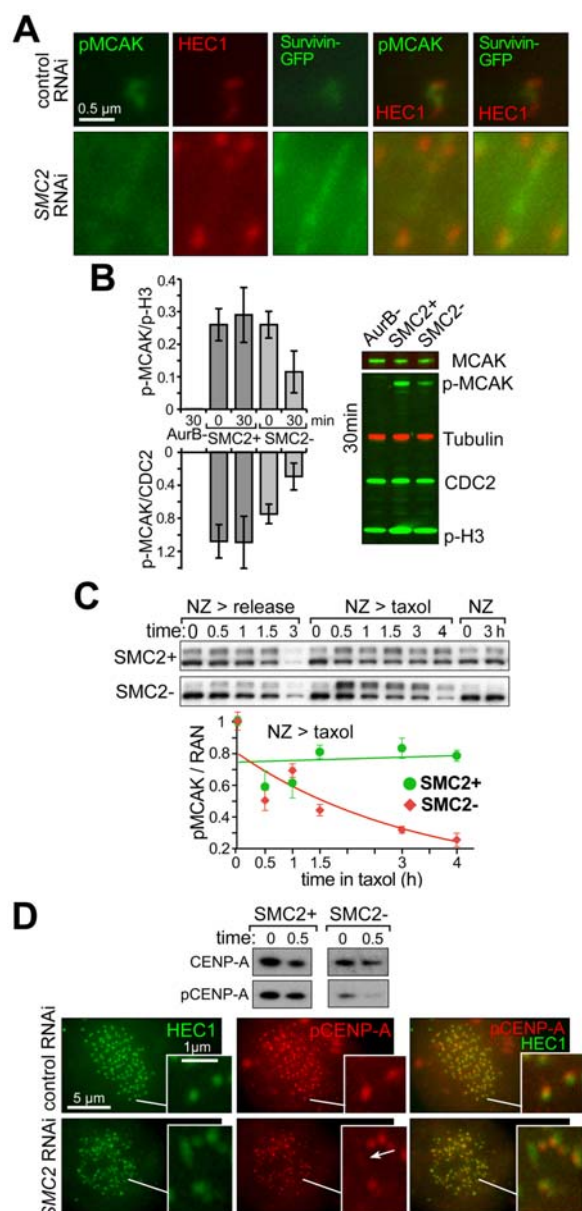 A
pMCAK HEC1 Survivin-GFP pMCAK HEC1 Survivin-GFP HEC1
control RNAi
0.5 µm
SMC2 RNAi
B
p-MCAK/p-H3
0.4
0.3
0.2
0.1
0
30 0 30 0 30 min
AurB- SMC2+ SMC2-
p-MCAK/CDC2
0
0.4
0.8
1.2
AurB- SMC2+ SMC2-
30min
MCAK
p-MCAK
Tubulin
CDC2
p-H3
C
NZ > release NZ > taxol NZ
time: 0 0.5 1 1.5 3 0 0.5 1 1.5 3 4 0 3 h
SMC2+
SMC2-
pMCAK / RAN
1
0.8
0.6
0.4
0.2
NZ > taxol
SMC2+
SMC2-
0 0.5 1 1.5 3 4
time in taxol (h)
D
SMC2+ SMC2-
time: 0 0.5 0 0.5
CENP-A
pCENP-A
control RNAi
HEC1 pCENP-A pCENP-A
HEC1
1µm
5 µm
SMC2 RNAi